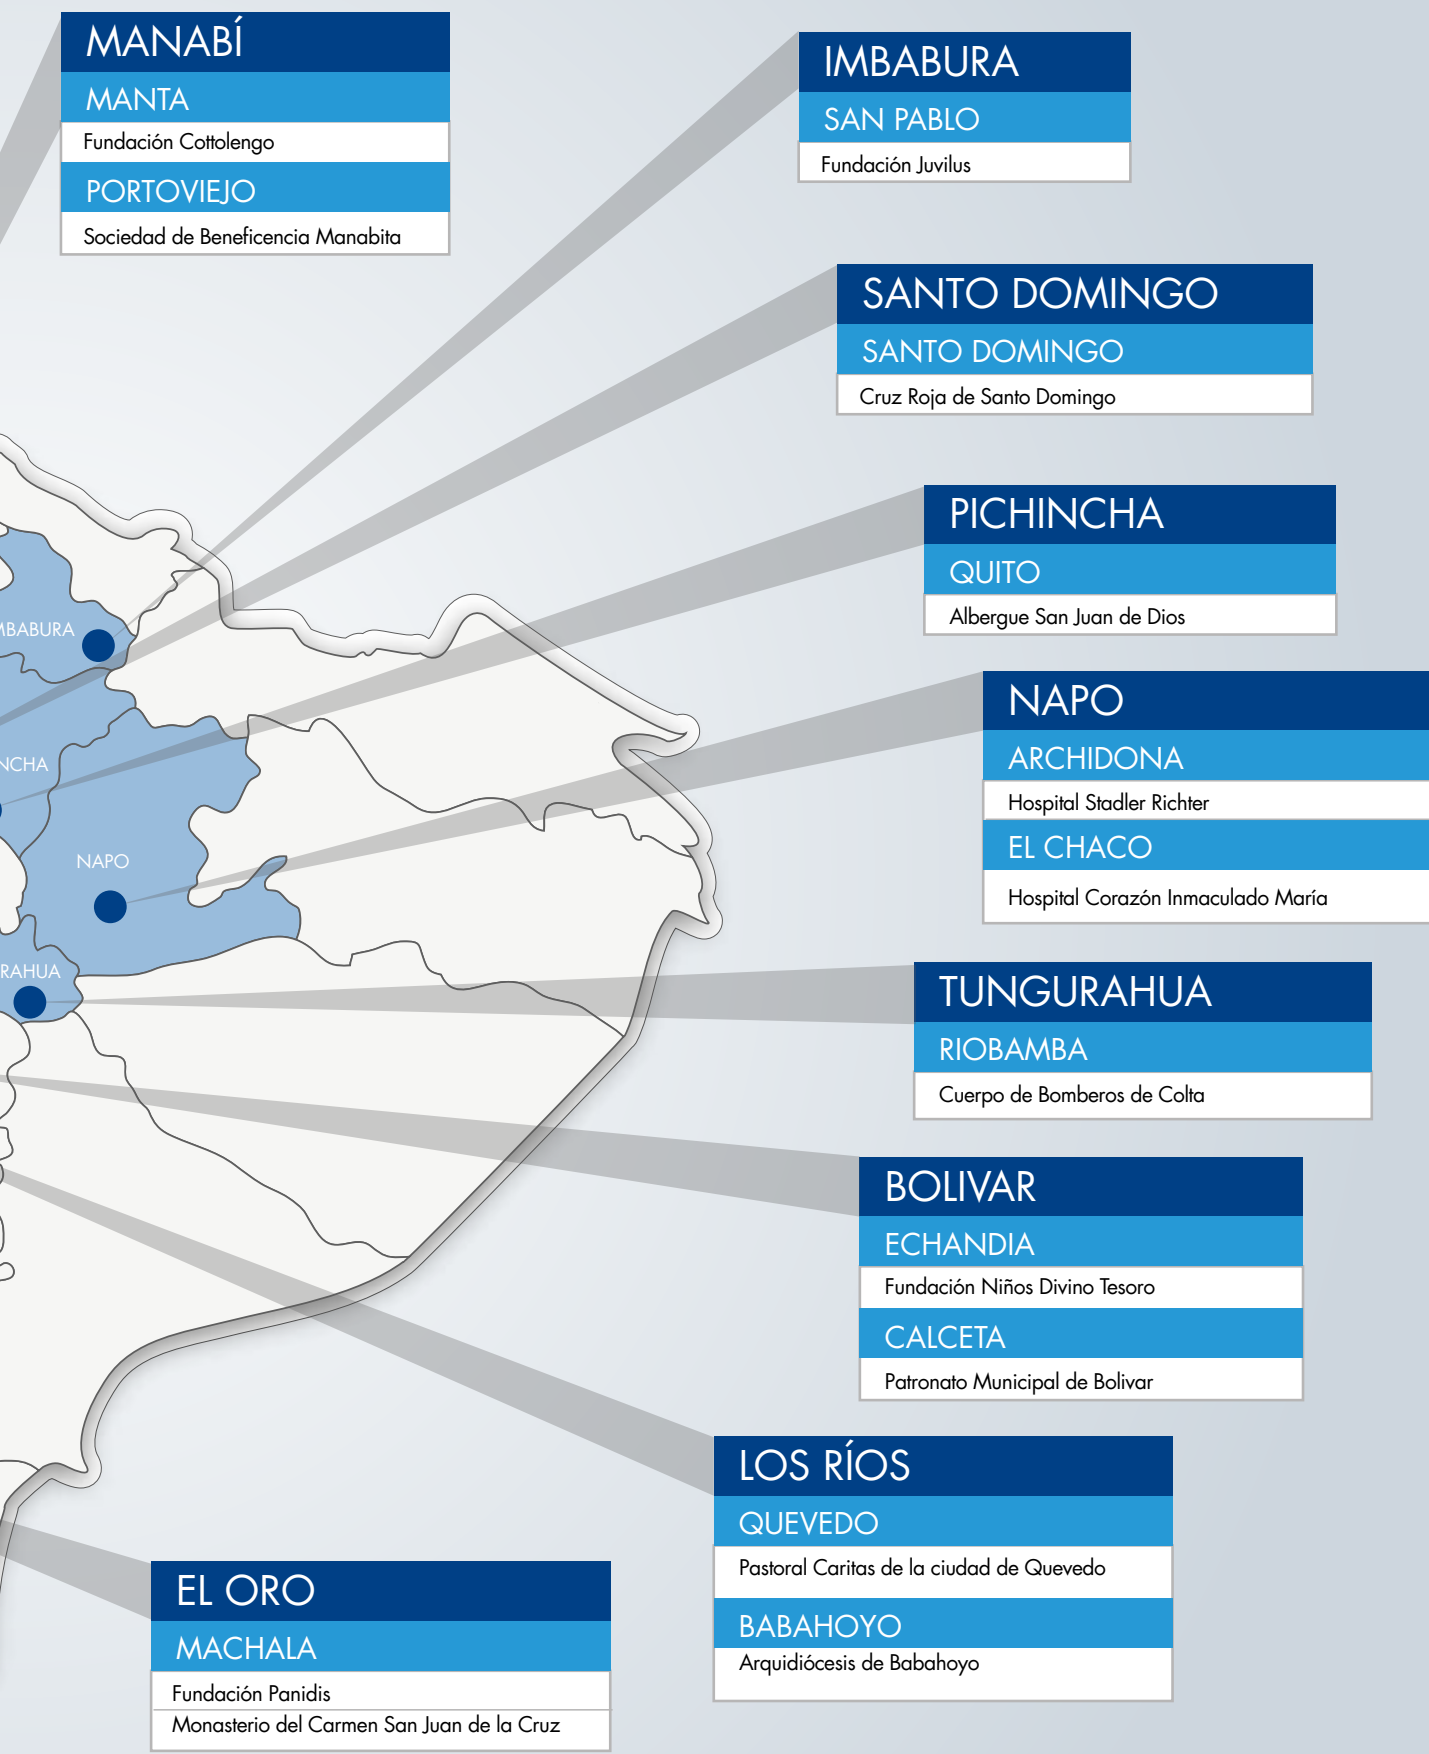 MANABÍ
MANTA
Fundación Cottolengo
PORTOVIEJO
Sociedad de Beneficencia Manabita
IMBABURA
SAN PABLO
Fundación Juvilus
SANTO DOMINGO
SANTO DOMINGO
Cruz Roja de Santo Domingo
PICHINCHA
QUITO
Albergue San Juan de Dios
NAPO
ARCHIDONA
Hospital Stadler Richter
EL CHACO
Hospital Corazón Inmaculado María
TUNGURAHUA
RIOBAMBA
Cuerpo de Bomberos de Colta
BOLIVAR
ECHANDIA
Fundación Niños Divino Tesoro
CALCETA
Patronato Municipal de Bolivar
LOS RÍOS
QUEVEDO
Pastoral Caritas de la ciudad de Quevedo
BABAHOYO
Arquidiócesis de Babahoyo
EL ORO
MACHALA
Fundación Panidis
Monasterio del Carmen San Juan de la Cruz
MBABURA
NCHA
NAPO
RAHUA